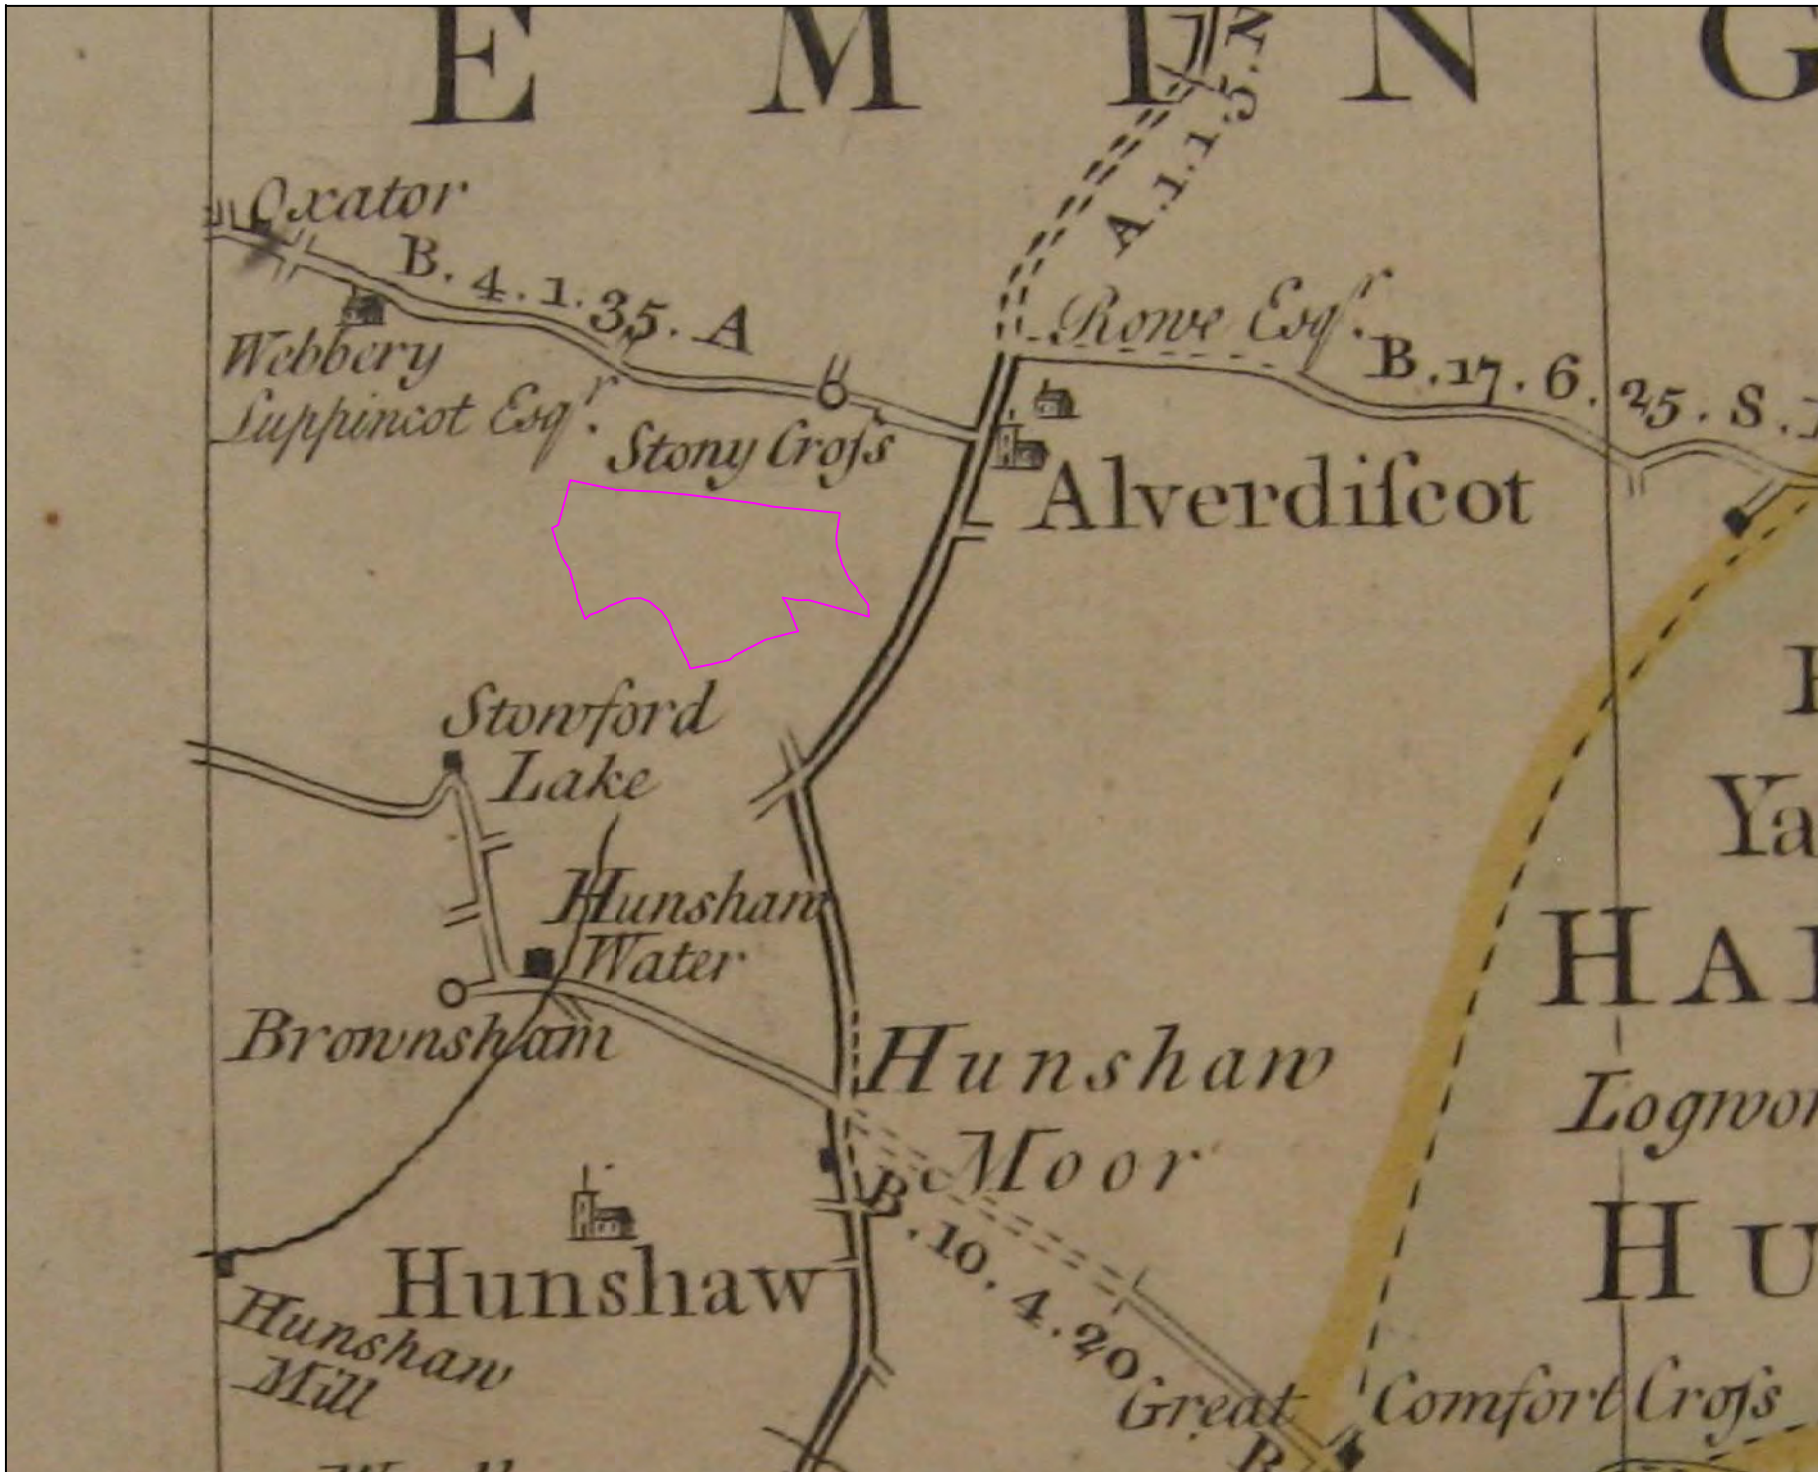 E M I N G
A.1.1.5.N
Oxator
B.4.1.35.A
Webbery
Luppincot Esqr.
Stony Croſs
Rowe Esqr.
B.17.6.25.S.
Alverdiſcot
Stowford
Lake
Ya
Hunsham
Water
HA
Brownsham
Hunshaw
Moor
Logwor
B.10.4.20
Hunshaw
HU
Hunshaw
Mill
Great
Comfort Croſs
B